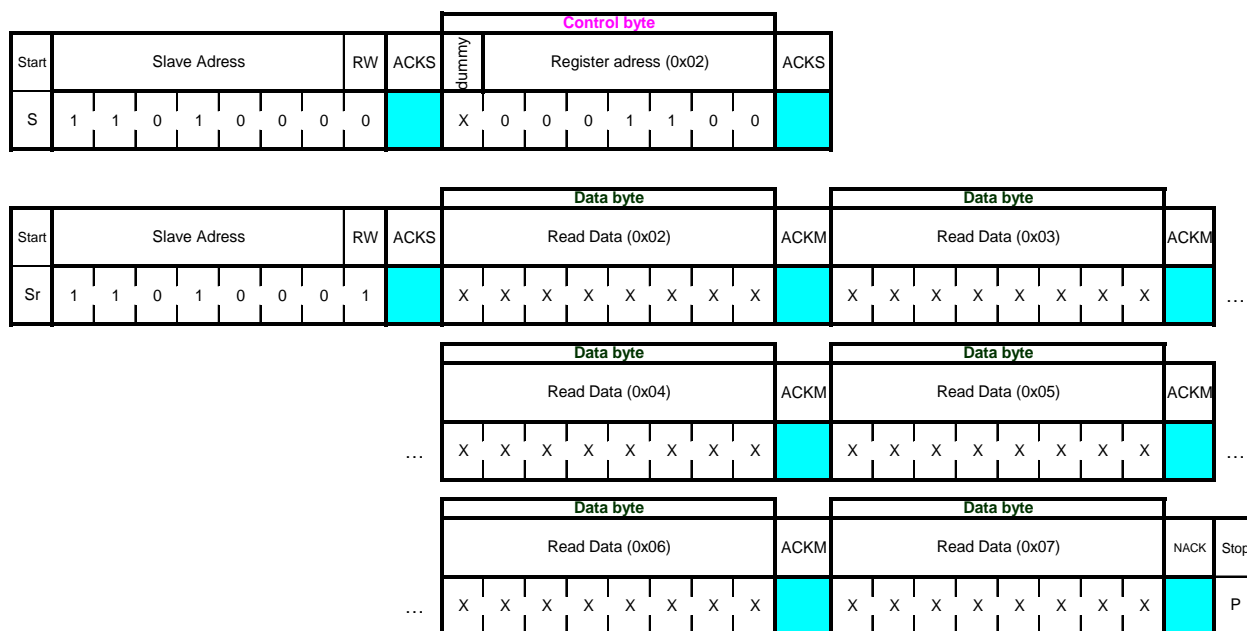 Control byte
Start Slave Adress RW ACKS dummy Register adress (0x02) ACKS
S 1 1 0 1 0 0 0 0 X 0 0 0 1 1 0 0
Data byte Data byte
Start Slave Adress RW ACKS Read Data (0x02) ACKM Read Data (0x03) ACKM
Sr 1 1 0 1 0 0 0 1 X X X X X X X X X X X X X X X X …
Data byte Data byte
Read Data (0x04) ACKM Read Data (0x05) ACKM
… X X X X X X X X X X X X X X X X …
Data byte Data byte
Read Data (0x06) ACKM Read Data (0x07) NACK Stop
… X X X X X X X X X X X X X X X X P